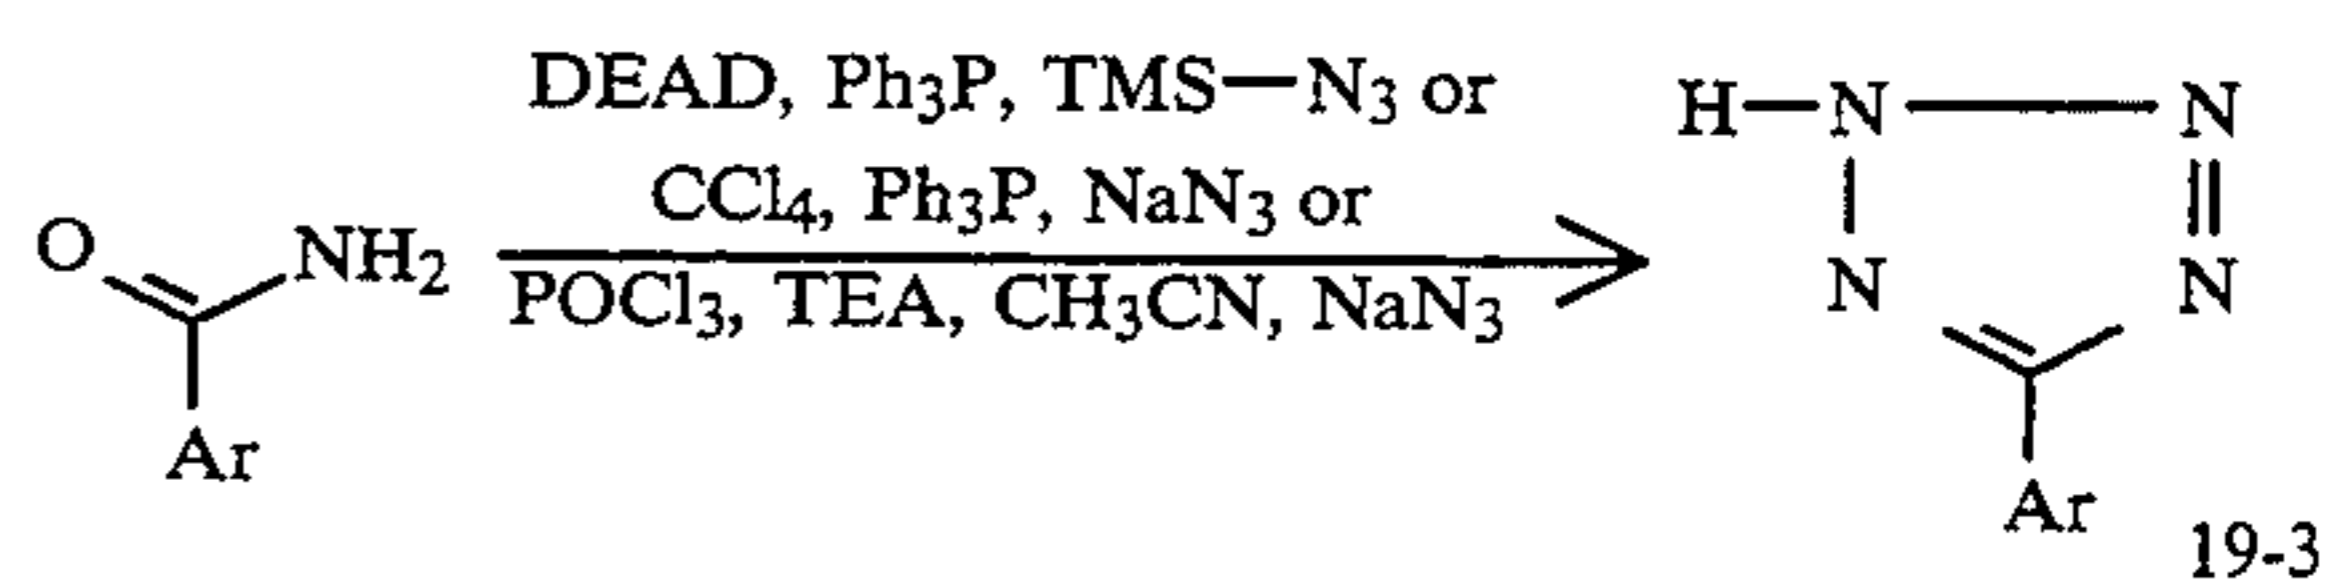 DEAD, Ph3P, TMS—N3 or
CCl4, Ph3P, NaN3 or
POCl3, TEA, CH3CN, NaN3
O
NH2
Ar
H—N
N
N
N
Ar
19-3